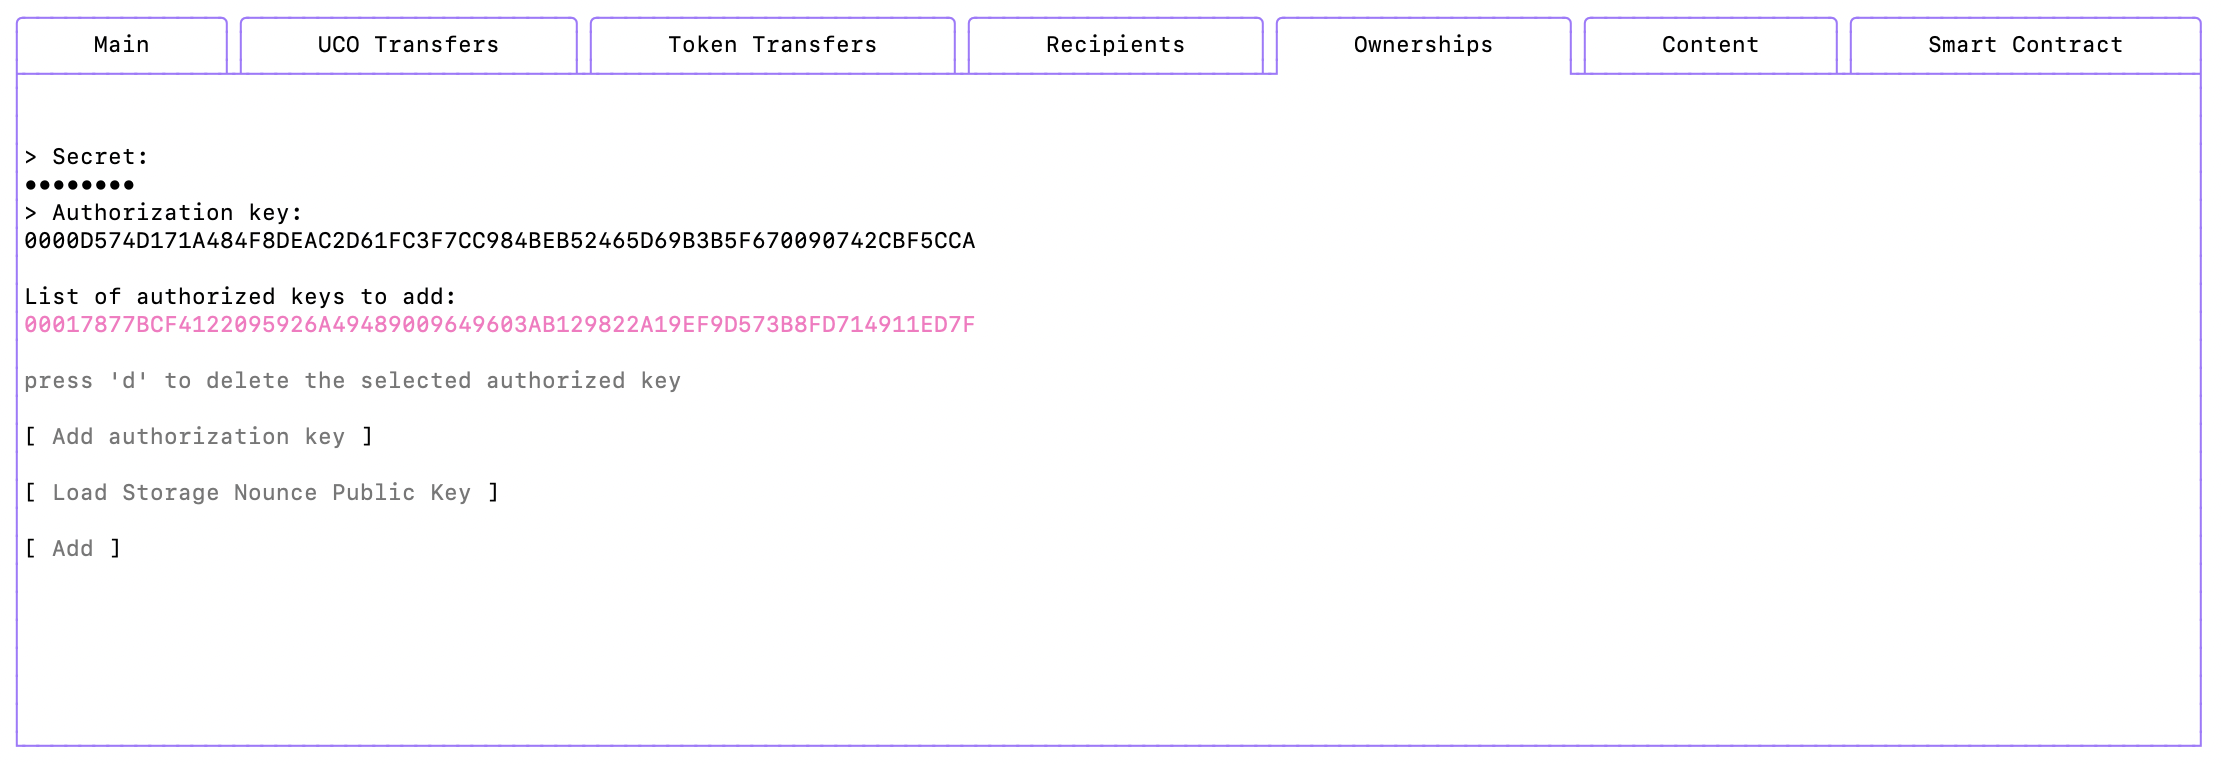 Main UCO Transfers Token Transfers Recipients Ownerships Content Smart Contract
> Secret:
••••••••
> Authorization key:
0000D574D171A484F8DEAC2D61FC3F7CC984BEB52465D69B3B5F670090742CBF5CCA
List of authorized keys to add:
00017877BCF4122095926A49489009649603AB129822A19EF9D573B8FD714911ED7F
press 'd' to delete the selected authorized key
[ Add authorization key ]
[ Load Storage Nounce Public Key ]
[ Add ]